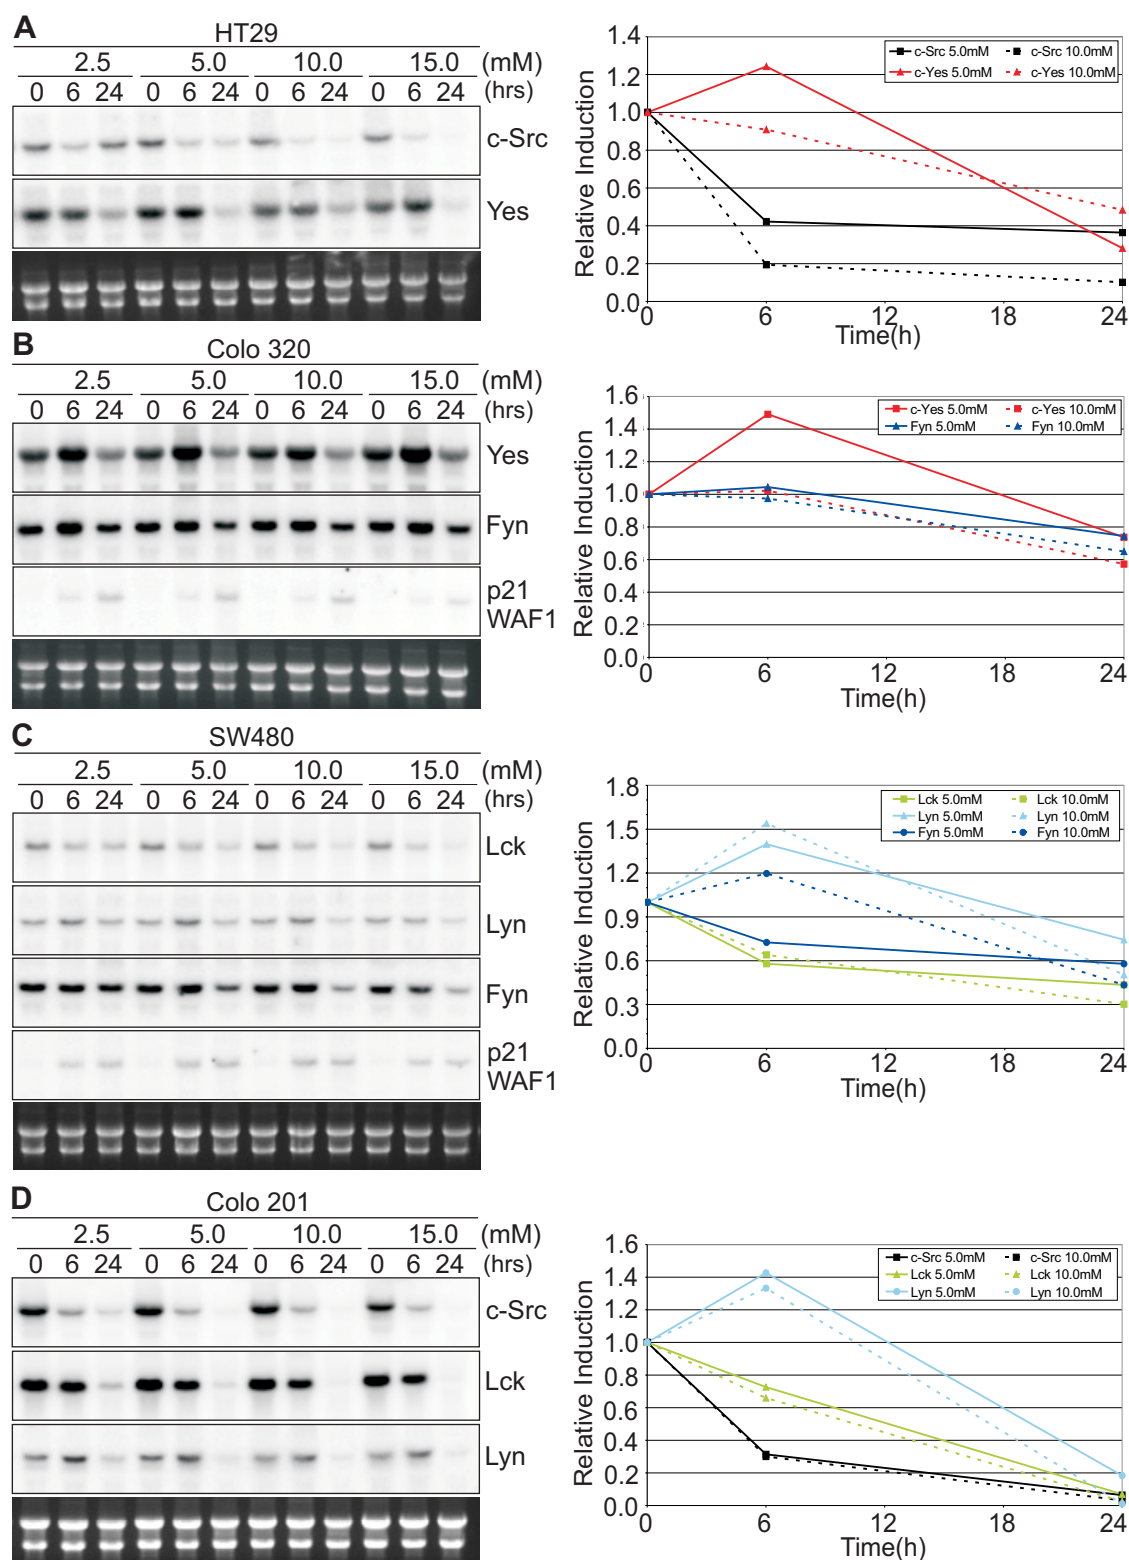 A
HT29
2.5 5.0 10.0 15.0 (mM)
0 6 24 0 6 24 0 6 24 0 6 24 (hrs)
c-Src
Yes
1.4
1.2
1.0
0.8
0.6
0.4
0.2
0.0
Relative Induction
c-Src 5.0mM c-Src 10.0mM
c-Yes 5.0mM c-Yes 10.0mM
0 6 12 18 24
Time(h)
B
Colo 320
2.5 5.0 10.0 15.0 (mM)
0 6 24 0 6 24 0 6 24 0 6 24 (hrs)
Yes
Fyn
p21
WAF1
1.6
1.4
1.2
1.0
0.8
0.6
0.4
0.2
0.0
Relative Induction
c-Yes 5.0mM c-Yes 10.0mM
Fyn 5.0mM Fyn 10.0mM
0 6 12 18 24
Time(h)
C
SW480
2.5 5.0 10.0 15.0 (mM)
0 6 24 0 6 24 0 6 24 0 6 24 (hrs)
Lck
Lyn
Fyn
p21
WAF1
1.8
1.5
1.2
0.9
0.6
0.3
0.0
Relative Induction
Lck 5.0mM Lck 10.0mM
Lyn 5.0mM Lyn 10.0mM
Fyn 5.0mM Fyn 10.0mM
0 6 12 18 24
Time(h)
D
Colo 201
2.5 5.0 10.0 15.0 (mM)
0 6 24 0 6 24 0 6 24 0 6 24 (hrs)
c-Src
Lck
Lyn
1.6
1.4
1.2
1.0
0.8
0.6
0.4
0.2
0.0
Relative Induction
c-Src 5.0mM c-Src 10.0mM
Lck 5.0mM Lck 10.0mM
Lyn 5.0mM Lyn 10.0mM
0 6 12 18 24
Time(h)